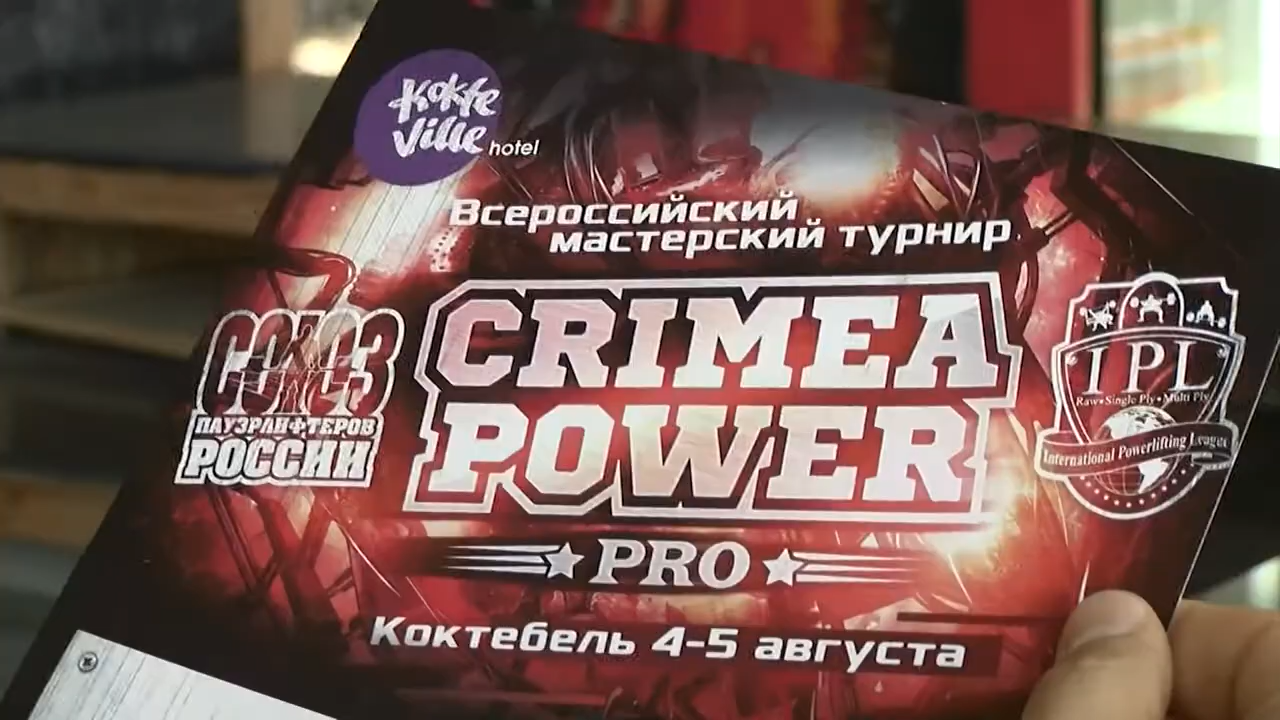 Kokte
Ville
hotel
Всероссийский
мастерский турнир
СОЮЗ
ПАУЭРЛИФТЕРОВ
РОССИИ
CRIMEA
POWER
PRO
IPL
Raw•Single Ply•Multi Ply
International Powerlifting League
Коктебель 4-5 августа